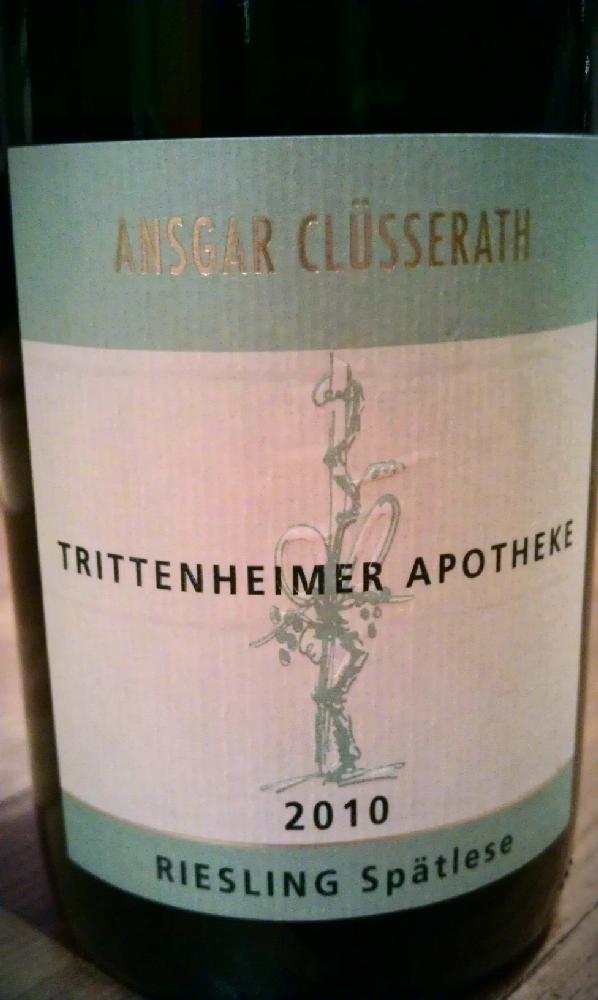 ANSGAR CLÜSSERATH
TRITTENHEIMER APOTHEKE
2010
RIESLING Spätlese